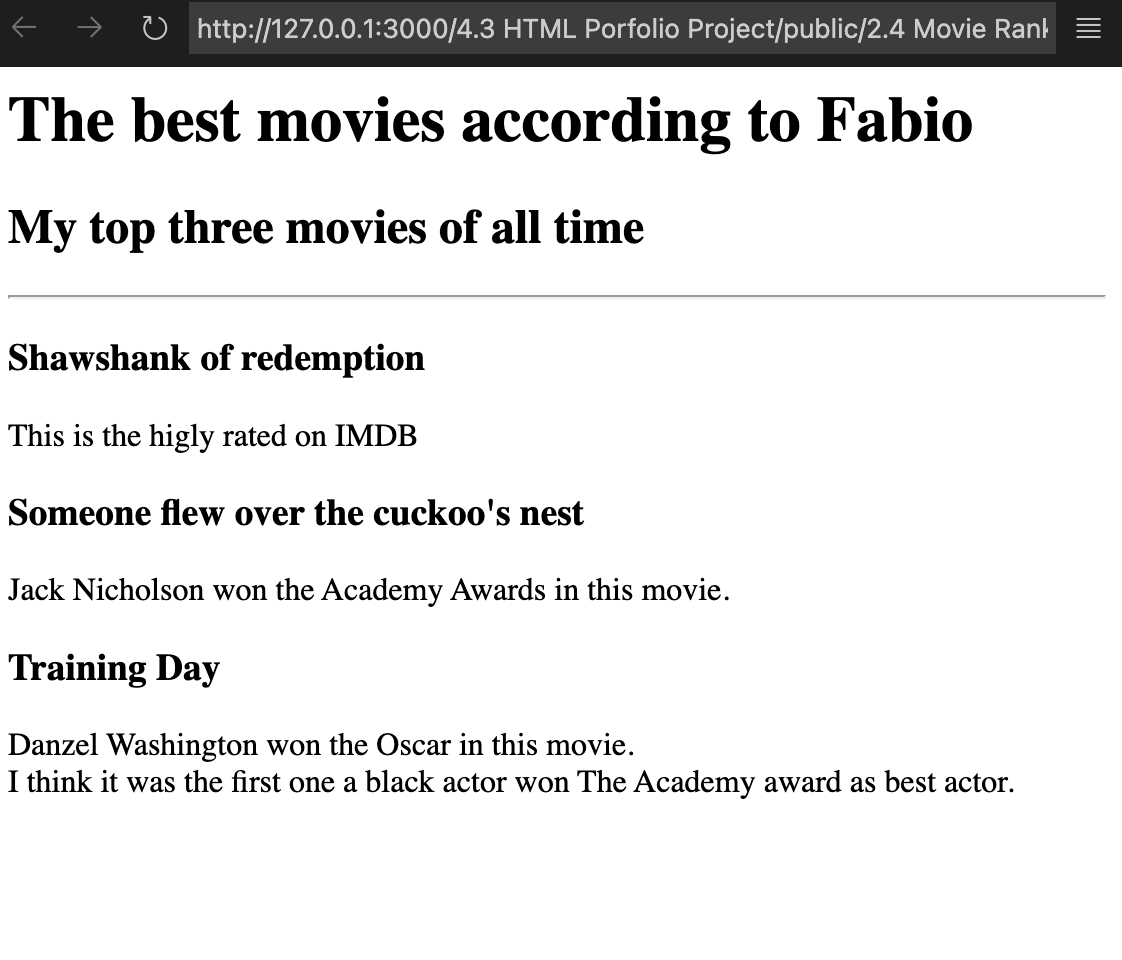 http://127.0.0.1:3000/4.3 HTML Porfolio Project/public/2.4 Movie Rank
The best movies according to Fabio
My top three movies of all time
Shawshank of redemption
This is the higly rated on IMDB
Someone flew over the cuckoo's nest
Jack Nicholson won the Academy Awards in this movie.
Training Day
Danzel Washington won the Oscar in this movie.
I think it was the first one a black actor won The Academy award as best actor.